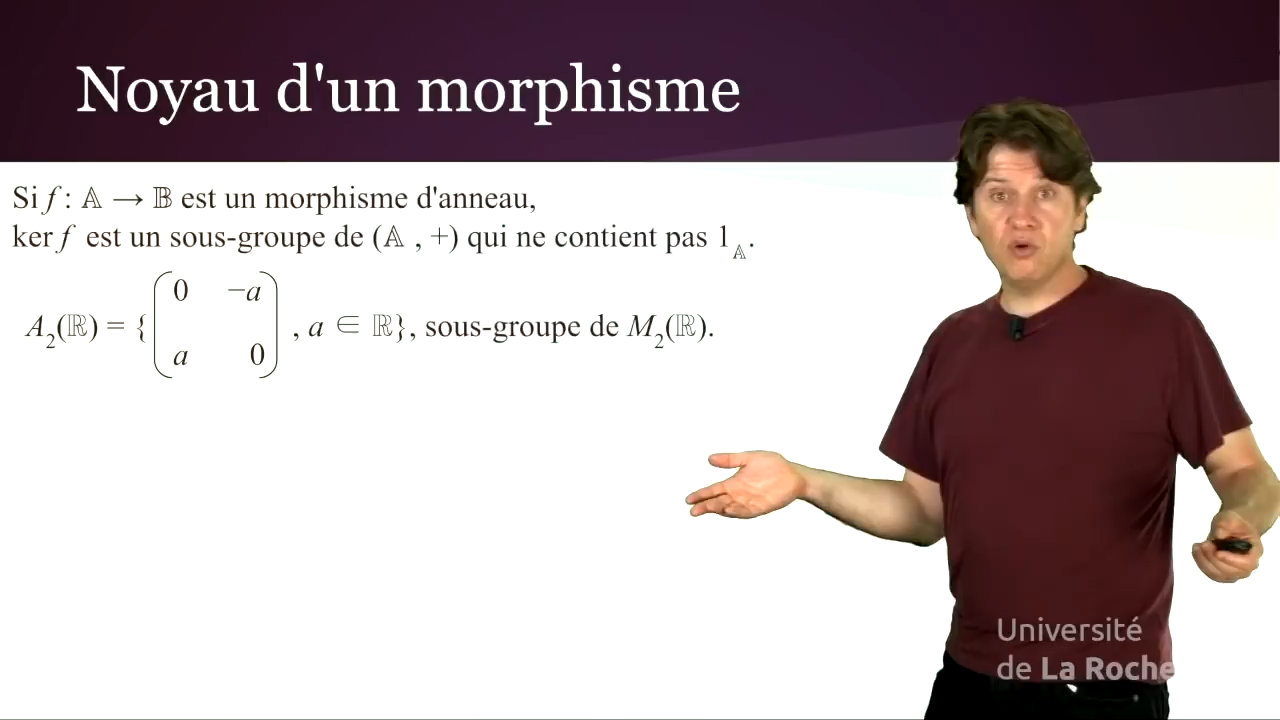 Noyau d'un morphisme
Si f : 𝔸 → 𝔹 est un morphisme d'anneau,
ker f est un sous-groupe de (𝔸 , +) qui ne contient pas 1𝔸.
0 −a
A₂(ℝ) = { , a ∈ ℝ}, sous-groupe de M₂(ℝ).
a 0
Université
de La Roche